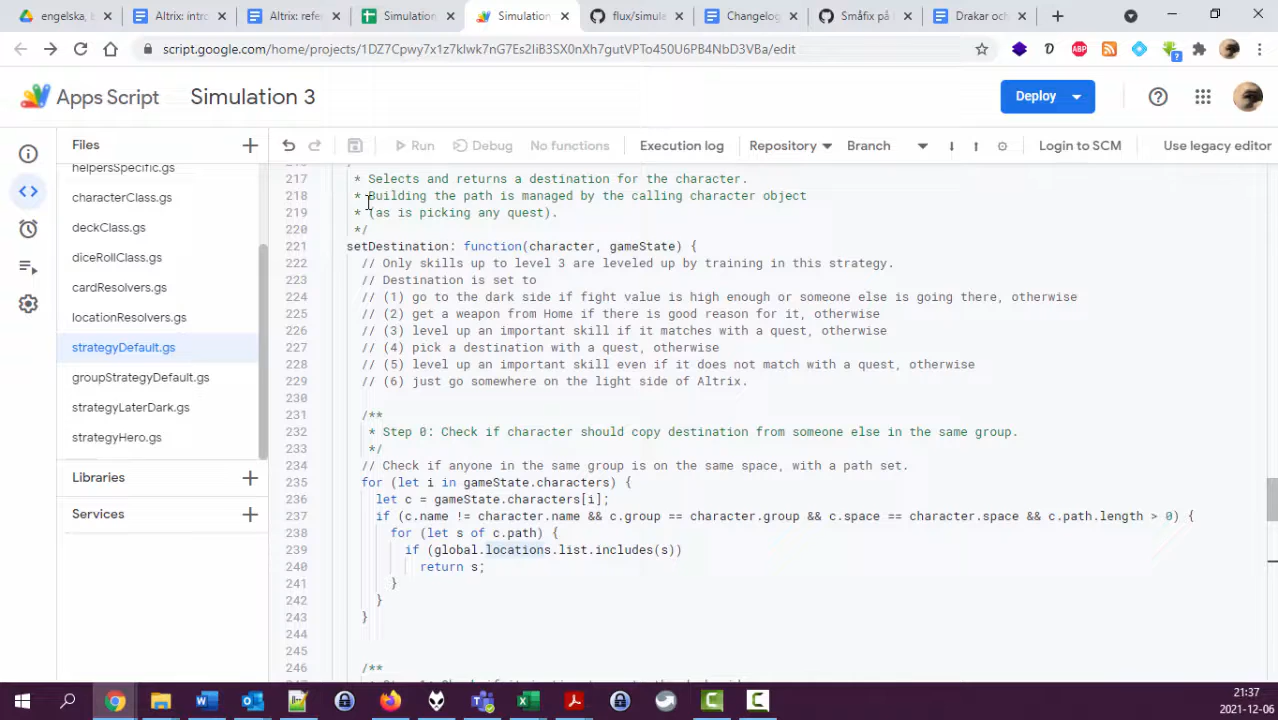 engelska,
Altrix: intro
Altrix: refe
Simulation
Simulation
flux/simule
Changelog
Småfix på l
Drakar och
script.google.com/home/projects/1DZ7Cpwy7x1z7kIwk7nG7Es2IiB3SX0nXh7gutVPTo450U6PB4NbD3VBa/edit
Apps Script
Simulation 3
Deploy
Files
Run
Debug
No functions
Execution log
Repository
Branch
Login to SCM
Use legacy editor
helpersSpecific.gs
characterClass.gs
deckClass.gs
diceRollClass.gs
cardResolvers.gs
locationResolvers.gs
strategyDefault.gs
groupStrategyDefault.gs
strategyLaterDark.gs
strategyHero.gs
Libraries
Services
217 * Selects and returns a destination for the character.
218 * Building the path is managed by the calling character object
219 * (as is picking any quest).
220 */
221 setDestination: function(character, gameState) {
222 // Only skills up to level 3 are leveled up by training in this strategy.
223 // Destination is set to
224 // (1) go to the dark side if fight value is high enough or someone else is going there, otherwise
225 // (2) get a weapon from Home if there is good reason for it, otherwise
226 // (3) level up an important skill if it matches with a quest, otherwise
227 // (4) pick a destination with a quest, otherwise
228 // (5) level up an important skill even if it does not match with a quest, otherwise
229 // (6) just go somewhere on the light side of Altrix.
230
231 /**
232 * Step 0: Check if character should copy destination from someone else in the same group.
233 */
234 // Check if anyone in the same group is on the same space, with a path set.
235 for (let i in gameState.characters) {
236 let c = gameState.characters[i];
237 if (c.name != character.name && c.group == character.group && c.space == character.space && c.path.length > 0) {
238 for (let s of c.path) {
239 if (global.locations.list.includes(s))
240 return s;
241 }
242 }
243 }
244
245
246 /**
21:37
2021-12-06